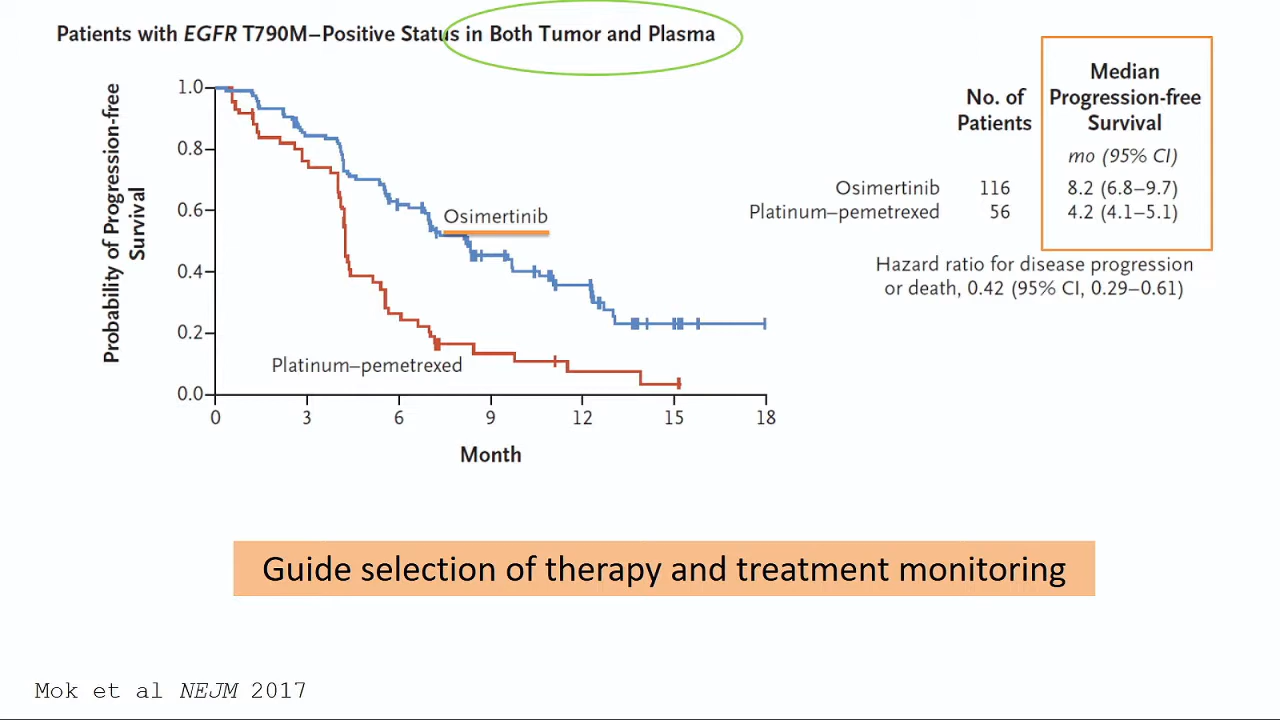 Patients with EGFR T790M–Positive Status in Both Tumor and Plasma
Probability of Progression-free
Survival
1.0
0.8
0.6
0.4
0.2
0.0
0 3 6 9 12 15 18
Month
Osimertinib
Platinum–pemetrexed
No. of
Patients
Median
Progression-free
Survival
mo (95% CI)
Osimertinib 116 8.2 (6.8–9.7)
Platinum–pemetrexed 56 4.2 (4.1–5.1)
Hazard ratio for disease progression
or death, 0.42 (95% CI, 0.29–0.61)
Guide selection of therapy and treatment monitoring
Mok et al NEJM 2017